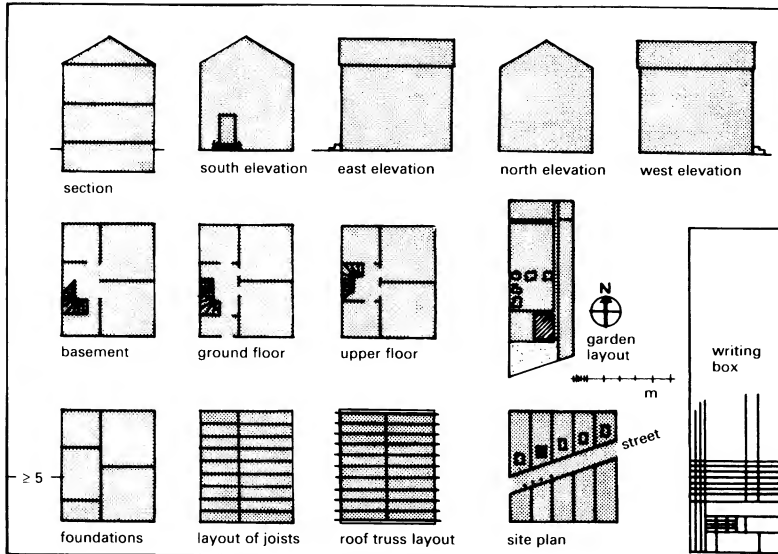 section
south elevation
east elevation
north elevation
west elevation
basement
ground floor
upper floor
N
garden
layout
m
writing
box
street
≥ 5
foundations
layout of joists
roof truss layout
site plan